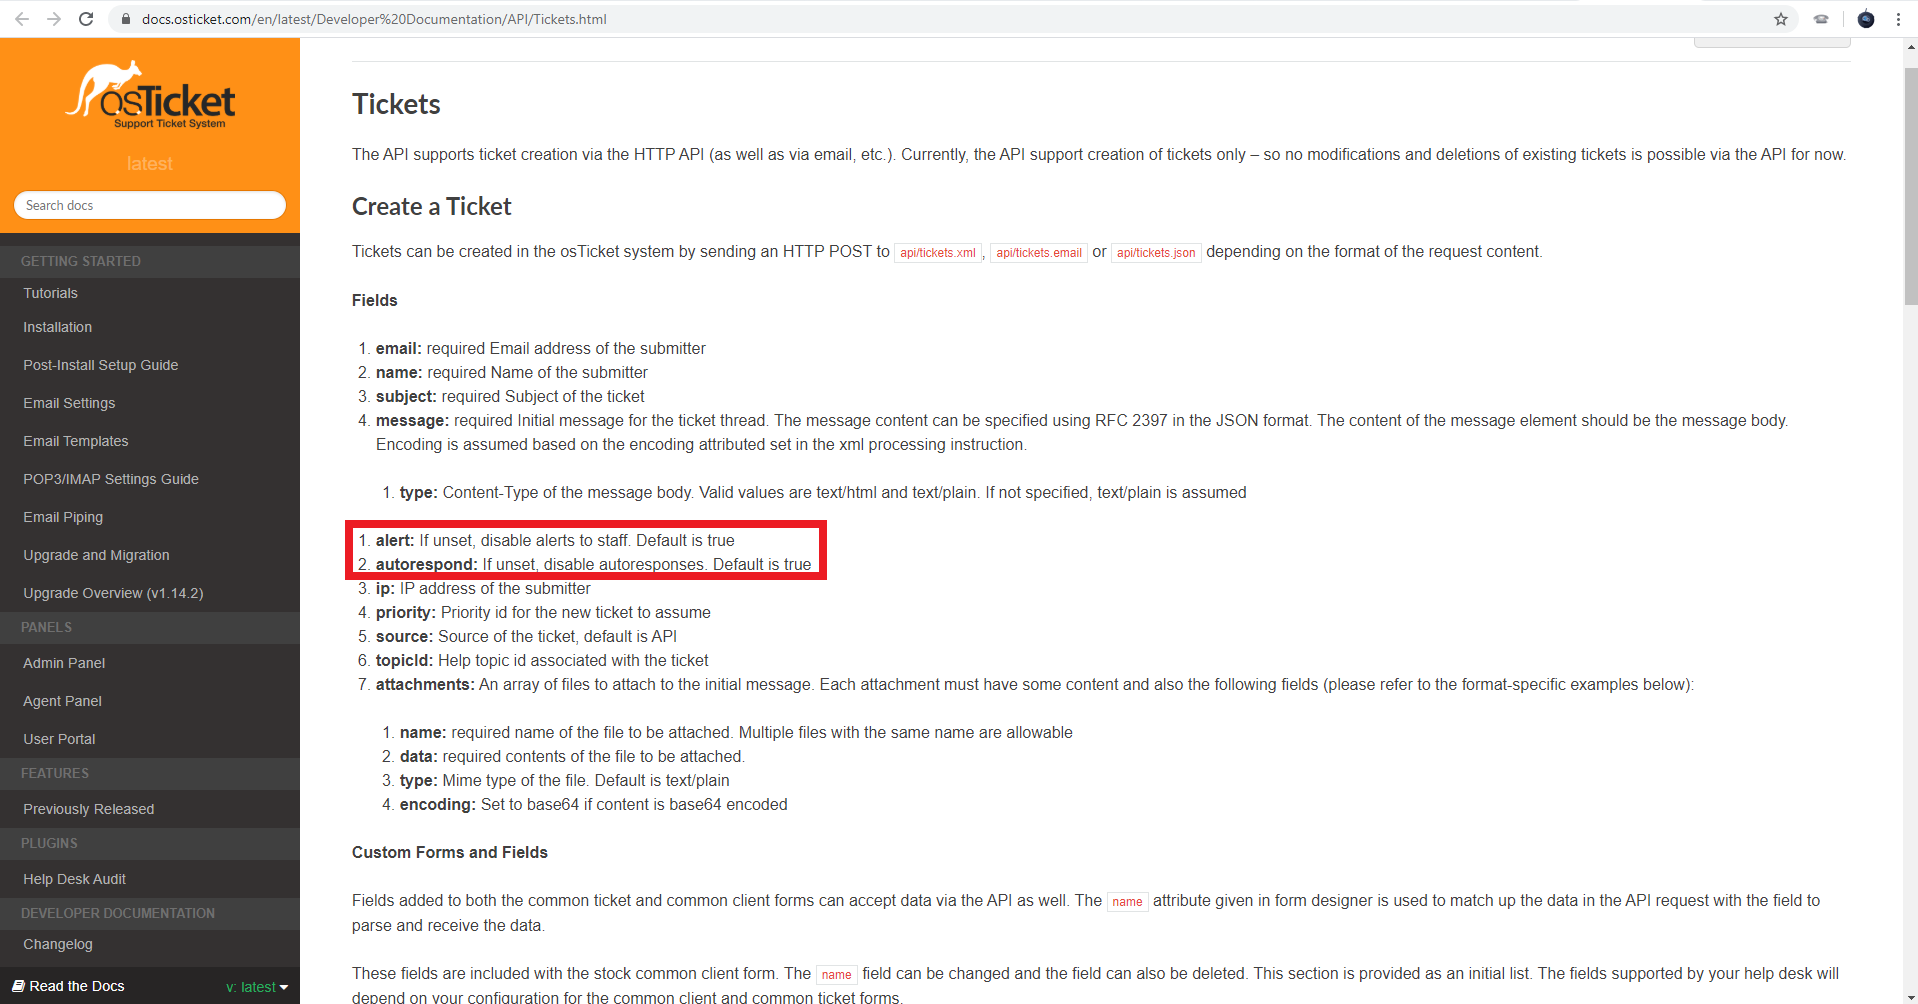 docs.osticket.com/en/latest/Developer%20Documentation/API/Tickets.html
osTicket
Support Ticket System
latest
Search docs
GETTING STARTED
Tutorials
Installation
Post-Install Setup Guide
Email Settings
Email Templates
POP3/IMAP Settings Guide
Email Piping
Upgrade and Migration
Upgrade Overview (v1.14.2)
PANELS
Admin Panel
Agent Panel
User Portal
FEATURES
Previously Released
PLUGINS
Help Desk Audit
DEVELOPER DOCUMENTATION
Changelog
Read the Docs
v: latest
Tickets
The API supports ticket creation via the HTTP API (as well as via email, etc.). Currently, the API support creation of tickets only – so no modifications and deletions of existing tickets is possible via the API for now.
Create a Ticket
Tickets can be created in the osTicket system by sending an HTTP POST to api/tickets.xml, api/tickets.email or api/tickets.json depending on the format of the request content.
Fields
1. email: required Email address of the submitter
2. name: required Name of the submitter
3. subject: required Subject of the ticket
4. message: required Initial message for the ticket thread. The message content can be specified using RFC 2397 in the JSON format. The content of the message element should be the message body.
Encoding is assumed based on the encoding attributed set in the xml processing instruction.
1. type: Content-Type of the message body. Valid values are text/html and text/plain. If not specified, text/plain is assumed
1. alert: If unset, disable alerts to staff. Default is true
2. autorespond: If unset, disable autoresponses. Default is true
3. ip: IP address of the submitter
4. priority: Priority id for the new ticket to assume
5. source: Source of the ticket, default is API
6. topicId: Help topic id associated with the ticket
7. attachments: An array of files to attach to the initial message. Each attachment must have some content and also the following fields (please refer to the format-specific examples below):
1. name: required name of the file to be attached. Multiple files with the same name are allowable
2. data: required contents of the file to be attached.
3. type: Mime type of the file. Default is text/plain
4. encoding: Set to base64 if content is base64 encoded
Custom Forms and Fields
Fields added to both the common ticket and common client forms can accept data via the API as well. The name attribute given in form designer is used to match up the data in the API request with the field to
parse and receive the data.
These fields are included with the stock common client form. The name field can be changed and the field can also be deleted. This section is provided as an initial list. The fields supported by your help desk will
depend on your configuration for the common client and common ticket forms.